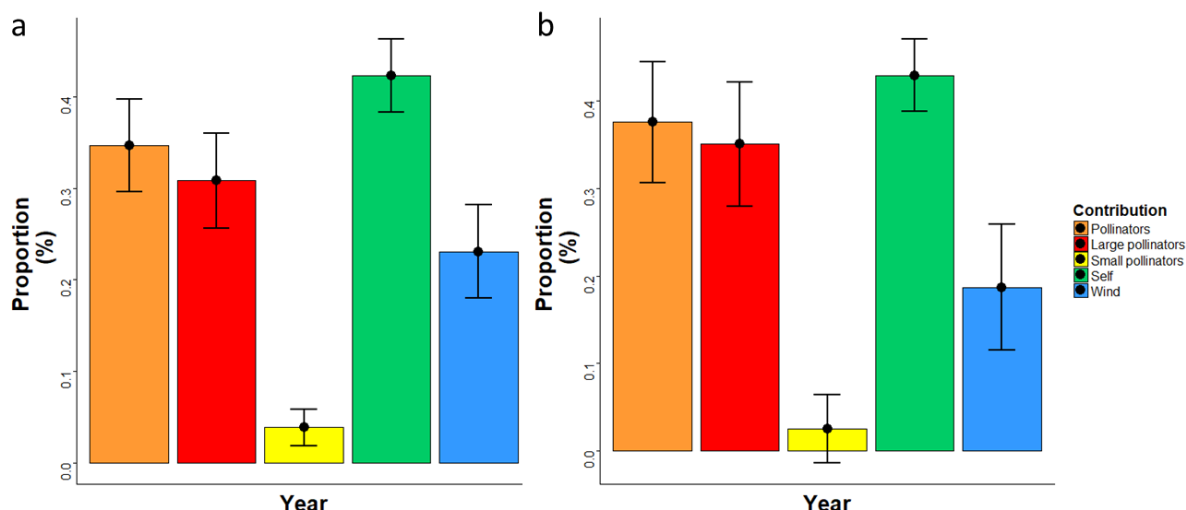 a
Proportion
(%)
0.4
0.3
0.2
0.1
0.0
Year
b
Proportion
(%)
0.4
0.3
0.2
0.1
0.0
Year
Contribution
Pollinators
Large pollinators
Small pollinators
Self
Wind